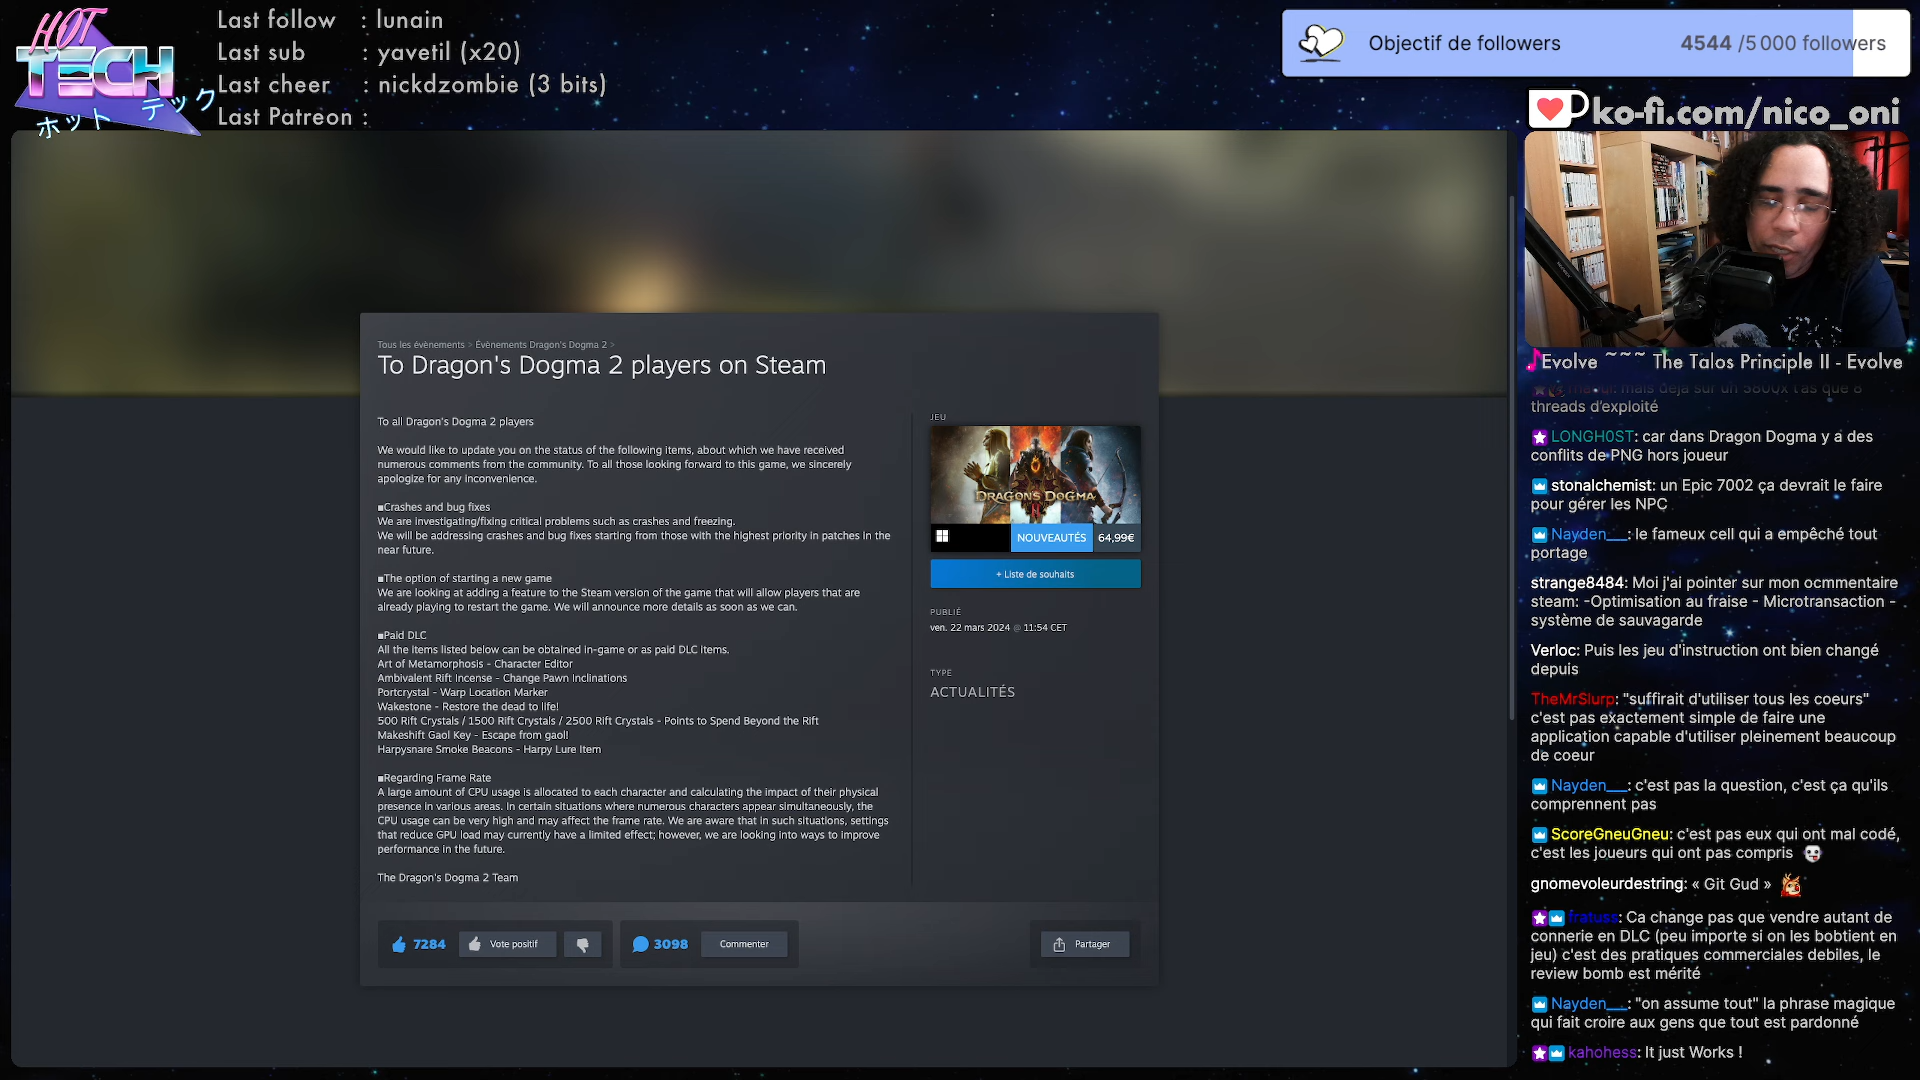 HOT
TECH
ホット テック
Last follow : lunain
Last sub : yavetil (x20)
Last cheer : nickdzombie (3 bits)
Last Patreon :
Objectif de followers 4544 /5 000 followers
ko-fi.com/nico_oni
Tous les évènements > Évènements Dragon's Dogma 2 >
To Dragon's Dogma 2 players on Steam
To all Dragon's Dogma 2 players
We would like to update you on the status of the following items, about which we have received
numerous comments from the community. To all those looking forward to this game, we sincerely
apologize for any inconvenience.
■Crashes and bug fixes
We are investigating/fixing critical problems such as crashes and freezing.
We will be addressing crashes and bug fixes starting from those with the highest priority in patches in the
near future.
■The option of starting a new game
We are looking at adding a feature to the Steam version of the game that will allow players that are
already playing to restart the game. We will announce more details as soon as we can.
■Paid DLC
All the items listed below can be obtained in-game or as paid DLC items.
Art of Metamorphosis - Character Editor
Ambivalent Rift Incense - Change Pawn Inclinations
Portcrystal - Warp Location Marker
Wakestone - Restore the dead to life!
500 Rift Crystals / 1500 Rift Crystals / 2500 Rift Crystals - Points to Spend Beyond the Rift
Makeshift Gaol Key - Escape from gaol!
Harpysnare Smoke Beacons - Harpy Lure Item
■Regarding Frame Rate
A large amount of CPU usage is allocated to each character and calculating the impact of their physical
presence in various areas. In certain situations where numerous characters appear simultaneously, the
CPU usage can be very high and may affect the frame rate. We are aware that in such situations, settings
that reduce GPU load may currently have a limited effect; however, we are looking into ways to improve
performance in the future.
The Dragon's Dogma 2 Team
7284 Vote positif 3098 Commenter Partager
JEU
DRAGON'S DOGMA
NOUVEAUTÉS 64,99€
+ Liste de souhaits
PUBLIÉ
ven. 22 mars 2024 @ 11:54 CET
TYPE
ACTUALITÉS
Evolve ~~~ The Talos Principle II - Evolve
mais déjà sur un 5800x t'as que 8
threads d'exploité
LONGH0ST: car dans Dragon Dogma y a des
conflits de PNG hors joueur
stonalchemist: un Epic 7002 ça devrait le faire
pour gérer les NPC
Nayden__: le fameux cell qui a empêché tout
portage
strange8484: Moi j'ai pointer sur mon ocmmentaire
steam: -Optimisation au fraise - Microtransaction -
système de sauvagarde
Verloc: Puis les jeu d'instruction ont bien changé
depuis
TheMrSlurp: "suffirait d'utiliser tous les coeurs"
c'est pas exactement simple de faire une
application capable d'utiliser pleinement beaucoup
de coeur
Nayden__: c'est pas la question, c'est ça qu'ils
comprennent pas
ScoreGneuGneu: c'est pas eux qui ont mal codé,
c'est les joueurs qui ont pas compris
gnomevoleurdestring: « Git Gud »
fratuss: Ca change pas que vendre autant de
connerie en DLC (peu importe si on les bobtient en
jeu) c'est des pratiques commerciales debiles, le
review bomb est mérité
Nayden__: "on assume tout" la phrase magique
qui fait croire aux gens que tout est pardonné
kahohess: It just Works !